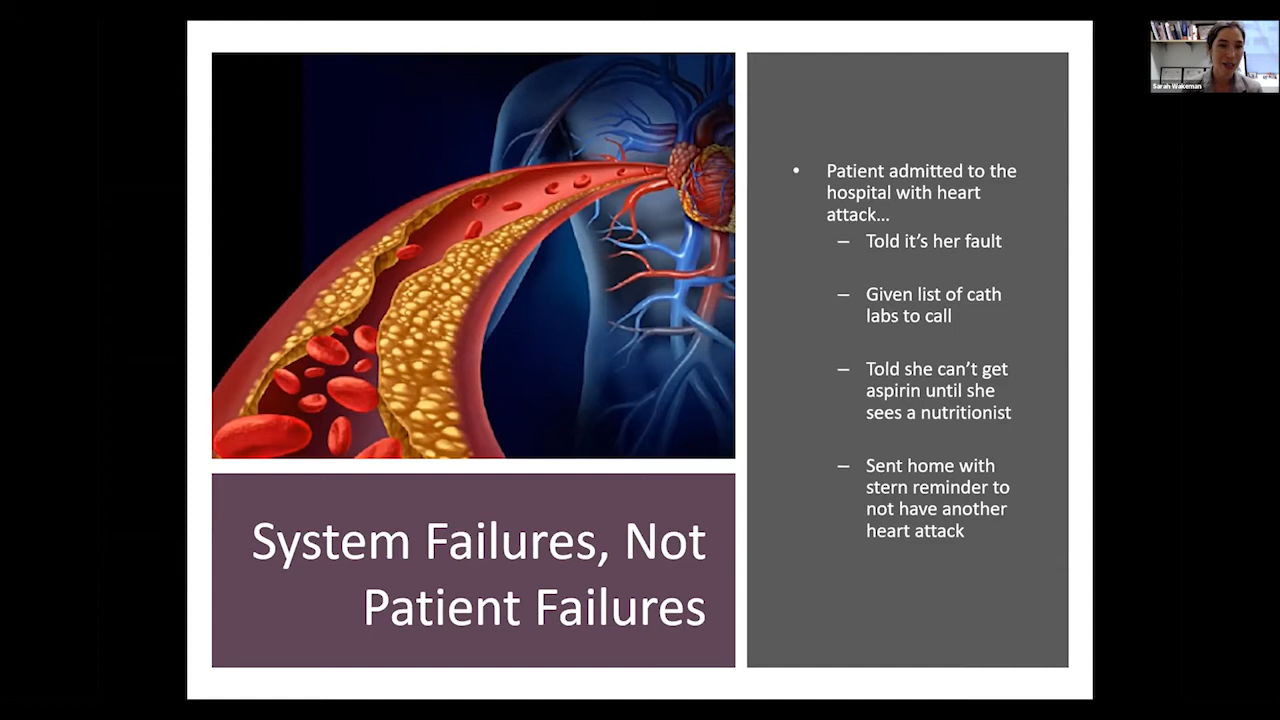 Sarah Wakeman
• Patient admitted to the
hospital with heart
attack...
– Told it's her fault
– Given list of cath
labs to call
– Told she can't get
aspirin until she
sees a nutritionist
– Sent home with
stern reminder to
not have another
heart attack
System Failures, Not
Patient Failures